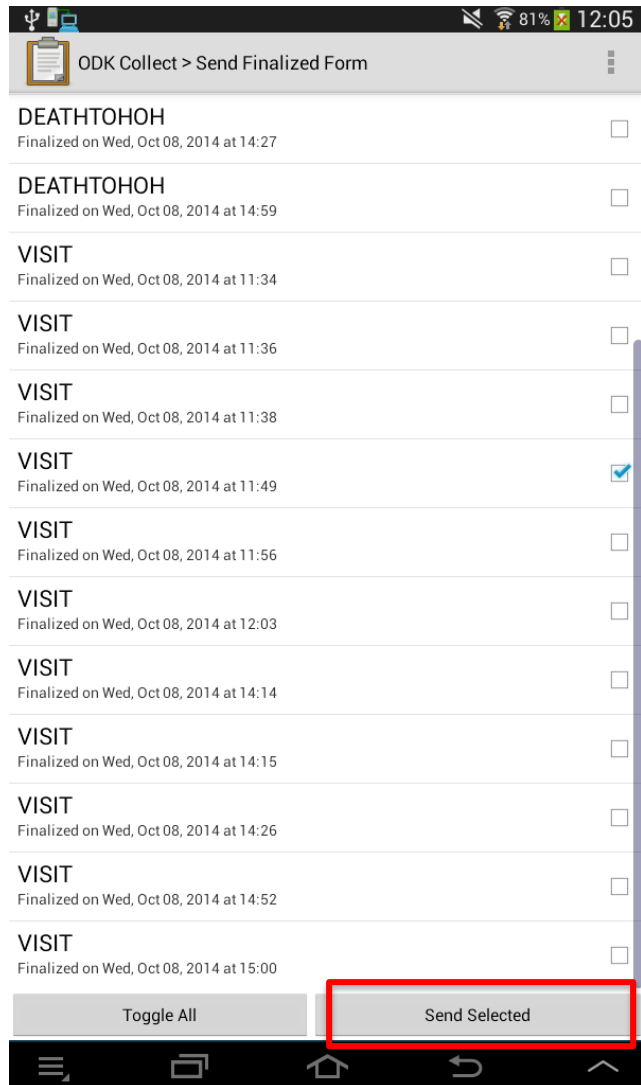 81% 12:05
ODK Collect > Send Finalized Form
DEATHTOHOH
Finalized on Wed, Oct 08, 2014 at 14:27
DEATHTOHOH
Finalized on Wed, Oct 08, 2014 at 14:59
VISIT
Finalized on Wed, Oct 08, 2014 at 11:34
VISIT
Finalized on Wed, Oct 08, 2014 at 11:36
VISIT
Finalized on Wed, Oct 08, 2014 at 11:38
VISIT
Finalized on Wed, Oct 08, 2014 at 11:49
VISIT
Finalized on Wed, Oct 08, 2014 at 11:56
VISIT
Finalized on Wed, Oct 08, 2014 at 12:03
VISIT
Finalized on Wed, Oct 08, 2014 at 14:14
VISIT
Finalized on Wed, Oct 08, 2014 at 14:15
VISIT
Finalized on Wed, Oct 08, 2014 at 14:26
VISIT
Finalized on Wed, Oct 08, 2014 at 14:52
VISIT
Finalized on Wed, Oct 08, 2014 at 15:00
Toggle All Send Selected